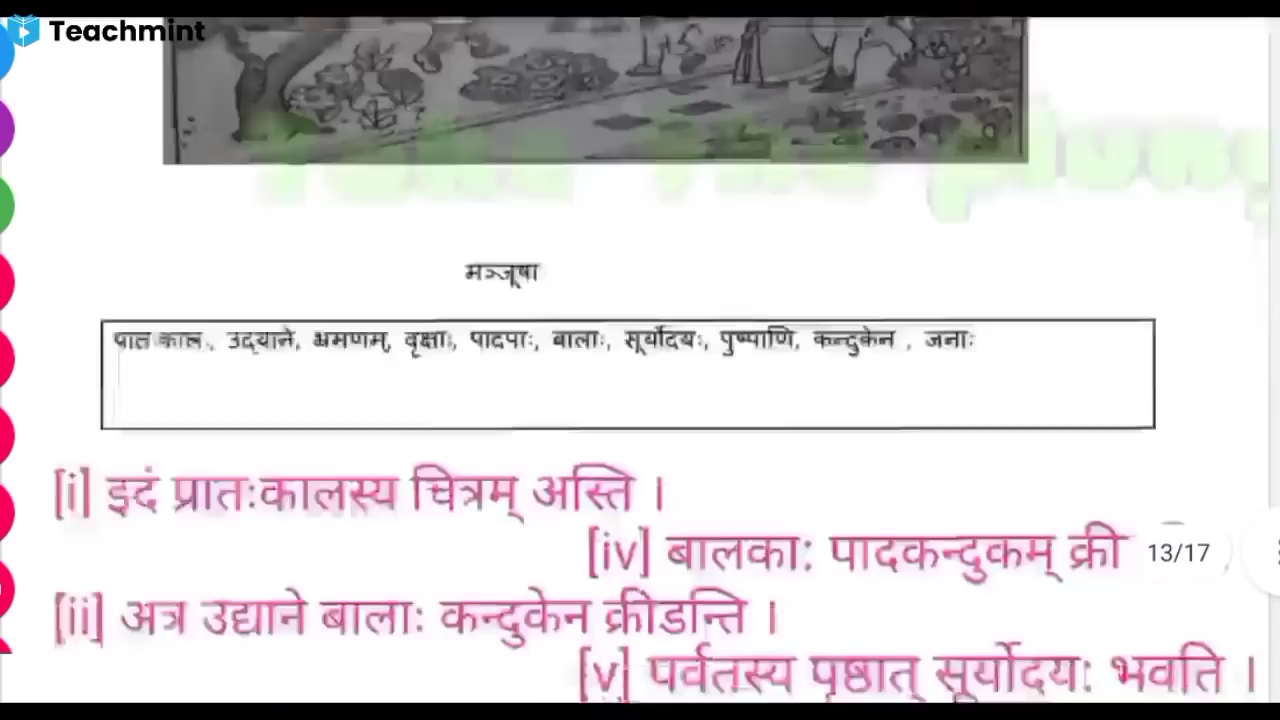 Teachmint
मञ्जूषा
प्रातःकाल, उद्याने, भ्रमणम्, वृक्षाः, पादपाः, बालाः, सूर्योदयः, पुष्पाणि, कन्दुकेन , जनाः
[i] इदं प्रातःकालस्य चित्रम् अस्ति ।
[iv] बालकाः पादकन्दुकम् क्री
13/17
[ii] अत्र उद्याने बालाः कन्दुकेन क्रीडन्ति ।
[v] पर्वतस्य पृष्ठात् सूर्योदयः भवति ।